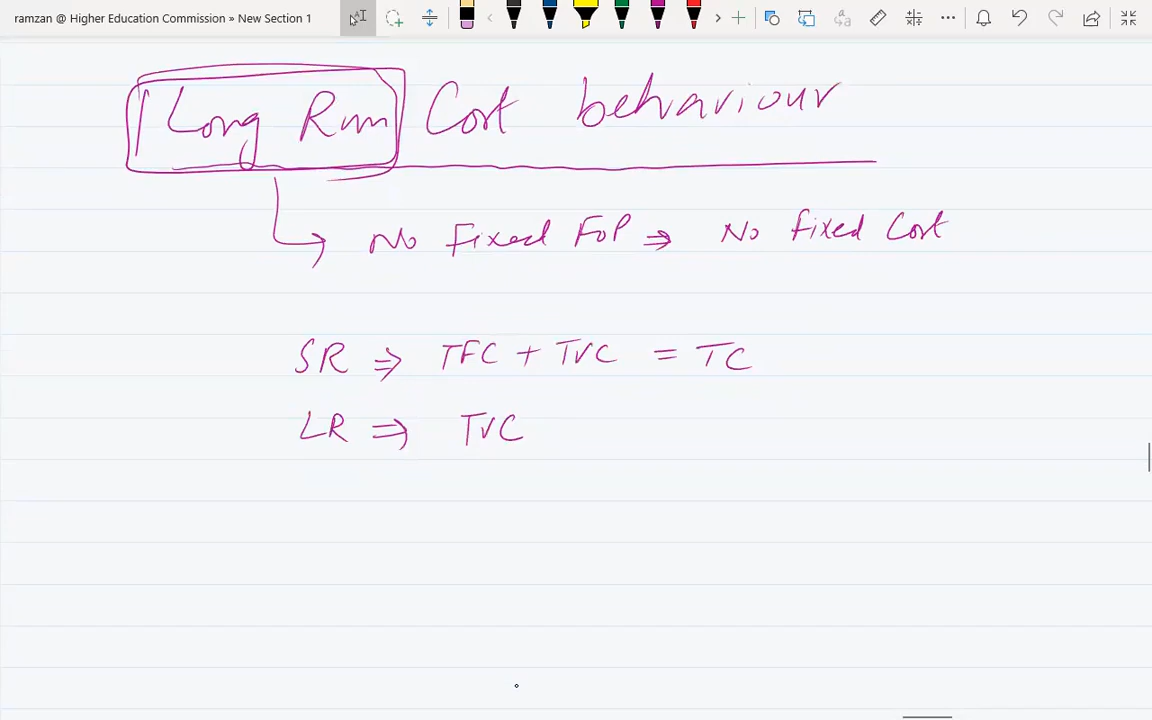 ramzan @ Higher Education Commission » New Section 1
Long Run Cost behaviour
No Fixed FoP ⇒ No fixed Cost
SR ⇒ TFC + TVC = TC
LR ⇒ TVC